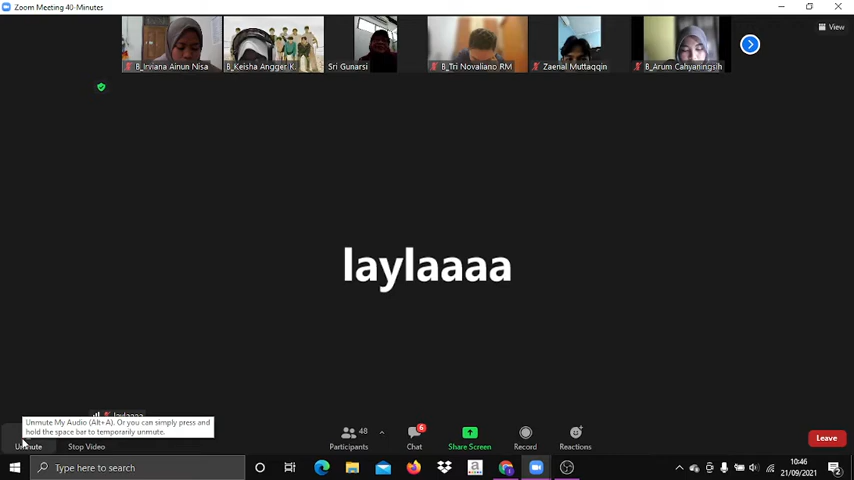 Zoom Meeting 40-Minutes
View
B_Irviana Ainun Nisa
B_Keisha Angger K.
Sri Gunarsi
B_Tri Novaliano RM
Zaenal Muttaqqin
B_Arum Cahyaningsih
laylaaaa
laylaaaa
Unmute My Audio (Alt+A). Or you can simply press and
hold the space bar to temporarily unmute.
Unmute
Stop Video
48
Participants
6
Chat
Share Screen
Record
Reactions
Leave
Type here to search
a
10:46
21/09/2021
2